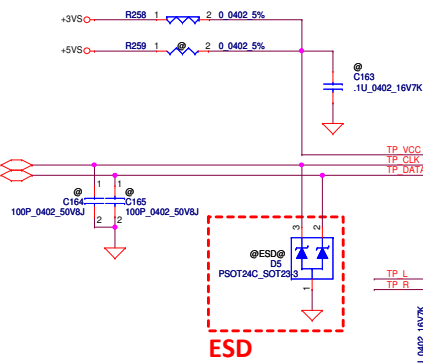 +3VS R258 1 2 0_0402_5%
+5VS R259 1 @ 2 0_0402_5%
@
C163
.1U_0402_16V7K
TP_VCC
TP_CLK
TP_DATA
@ 1 1 @
C164 C165
100P_0402_50V8J 2 2 100P_0402_50V8J
3 2
@ESD@
D5
PSOT24C_SOT23-3
1
TP_L
TP_R
ESD